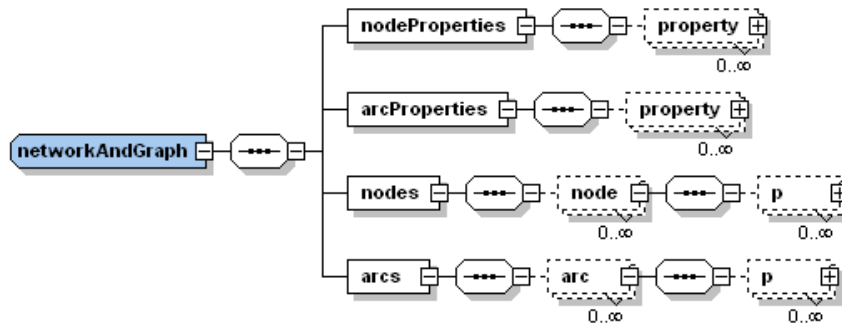 nodeProperties
property
0..∞
arcProperties
property
0..∞
networkAndGraph
nodes
node
p
0..∞
0..∞
arcs
arc
p
0..∞
0..∞